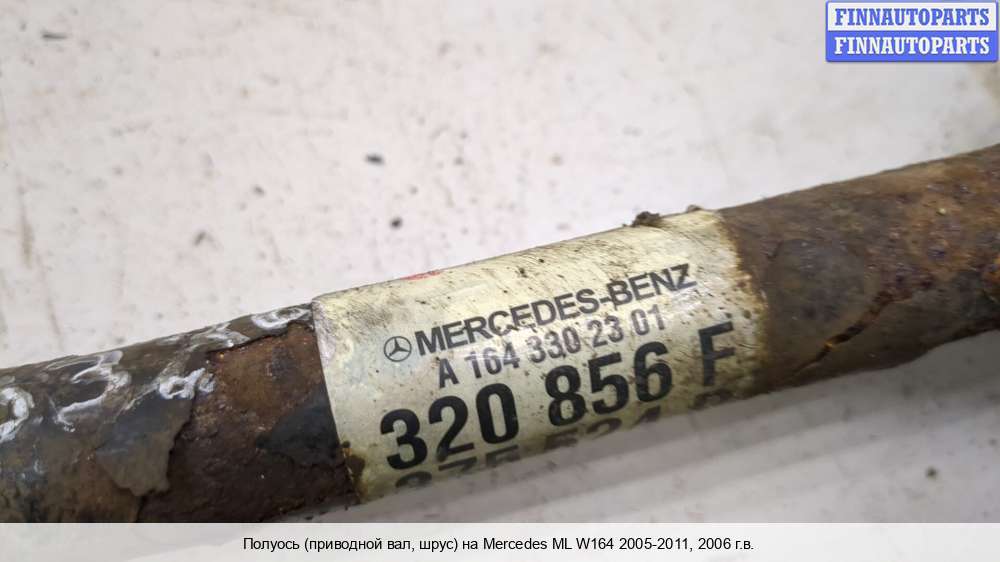 FINNAUTOPARTS
FINNAUTOPARTS
MERCEDES-BENZ
A 164 330 23 01
320 856 F
Полуось (приводной вал, шрус) на Mercedes ML W164 2005-2011, 2006 г.в.